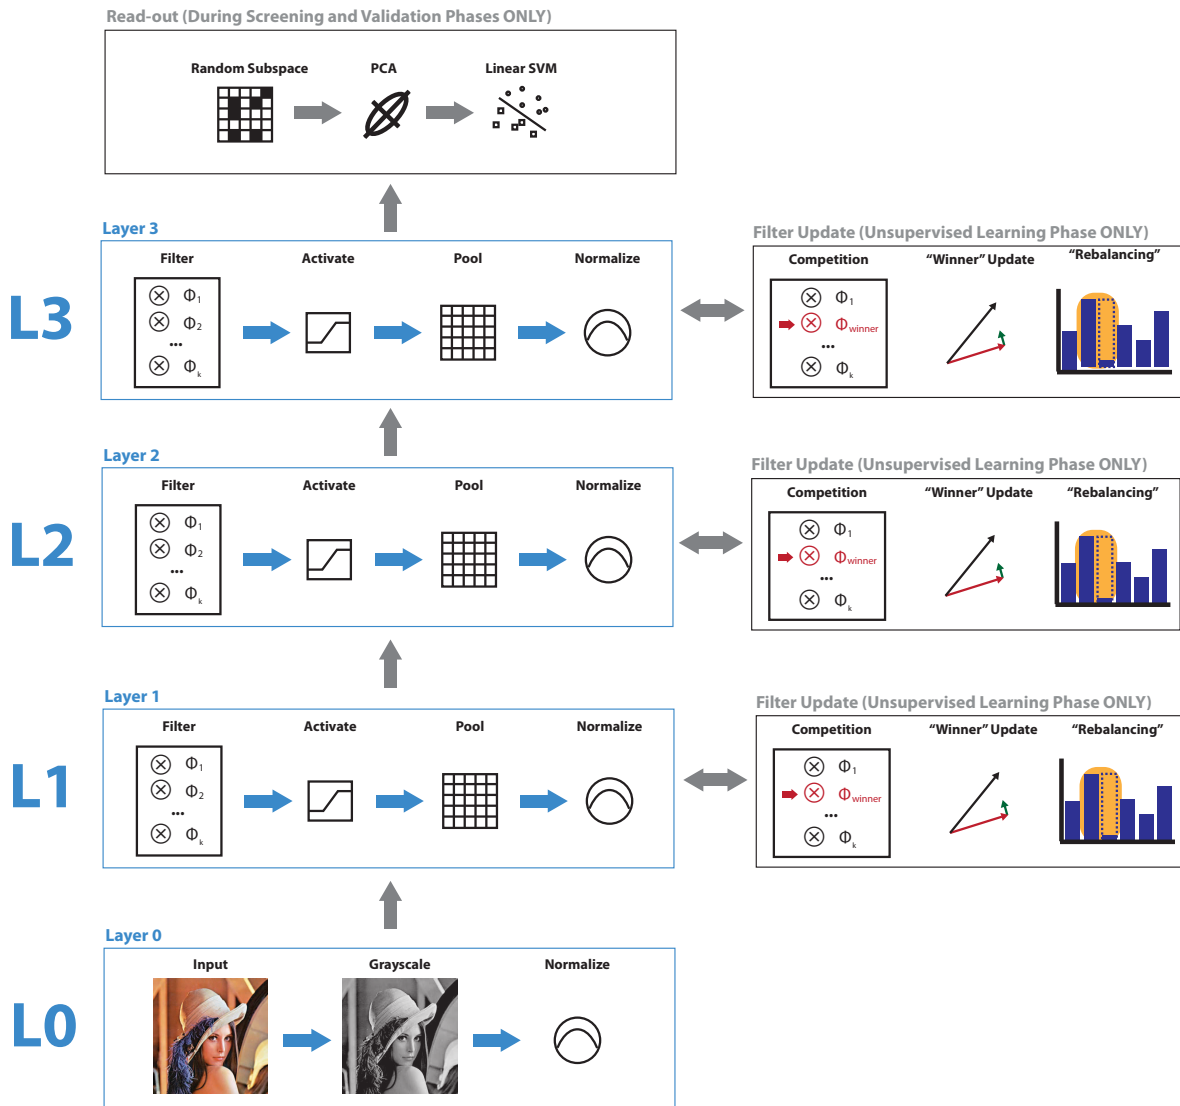 Read-out (During Screening and Validation Phases ONLY)
Random Subspace PCA Linear SVM
Layer 3
Filter Update (Unsupervised Learning Phase ONLY)
L3
Filter Activate Pool Normalize
Φ1
Φ2
...
Φk
Competition "Winner" Update "Rebalancing"
Φ1
Φwinner
...
Φk
Layer 2
Filter Update (Unsupervised Learning Phase ONLY)
L2
Filter Activate Pool Normalize
Φ1
Φ2
...
Φk
Competition "Winner" Update "Rebalancing"
Φ1
Φwinner
...
Φk
Layer 1
Filter Update (Unsupervised Learning Phase ONLY)
L1
Filter Activate Pool Normalize
Φ1
Φ2
...
Φk
Competition "Winner" Update "Rebalancing"
Φ1
Φwinner
...
Φk
Layer 0
L0
Input Grayscale Normalize